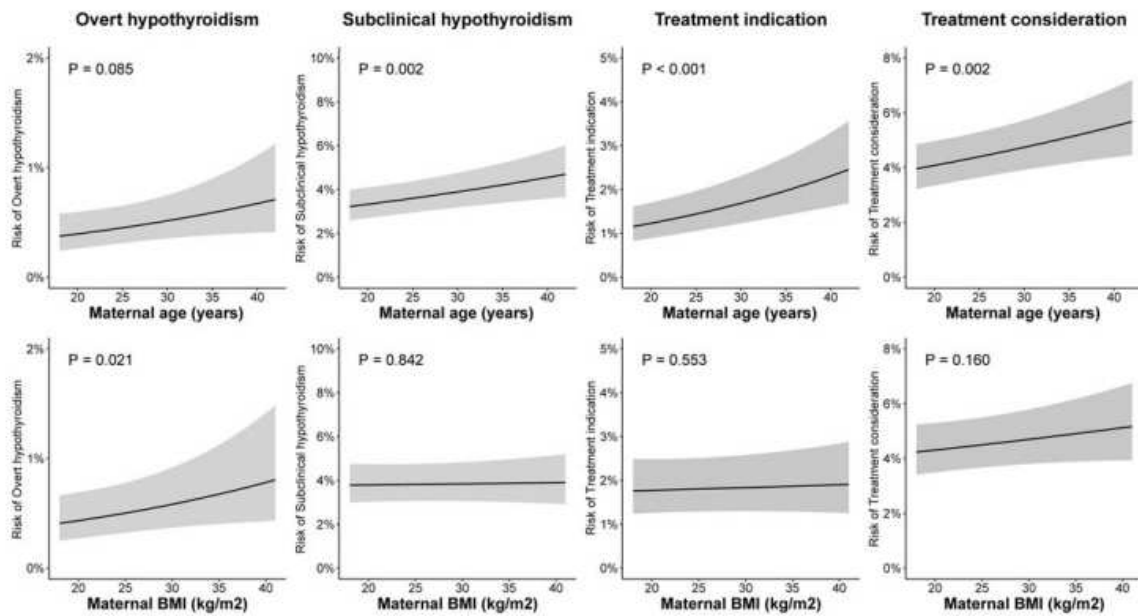 Overt hypothyroidism
Subclinical hypothyroidism
Treatment indication
Treatment consideration
Risk of Overt hypothyroidism
2%
1%
0%
P = 0.085
20 25 30 35 40
Maternal age (years)
Risk of Subclinical hypothyroidism
10%
8%
6%
4%
2%
0%
P = 0.002
20 25 30 35 40
Maternal age (years)
Risk of Treatment indication
5%
4%
3%
2%
1%
0%
P < 0.001
20 25 30 35 40
Maternal age (years)
Risk of Treatment consideration
8%
6%
4%
2%
0%
P = 0.002
20 25 30 35 40
Maternal age (years)
Risk of Overt hypothyroidism
2%
1%
0%
P = 0.021
20 25 30 35 40
Maternal BMI (kg/m2)
Risk of Subclinical hypothyroidism
10%
8%
6%
4%
2%
0%
P = 0.842
20 25 30 35 40
Maternal BMI (kg/m2)
Risk of Treatment indication
5%
4%
3%
2%
1%
0%
P = 0.553
20 25 30 35 40
Maternal BMI (kg/m2)
Risk of Treatment consideration
8%
6%
4%
2%
0%
P = 0.160
20 25 30 35 40
Maternal BMI (kg/m2)